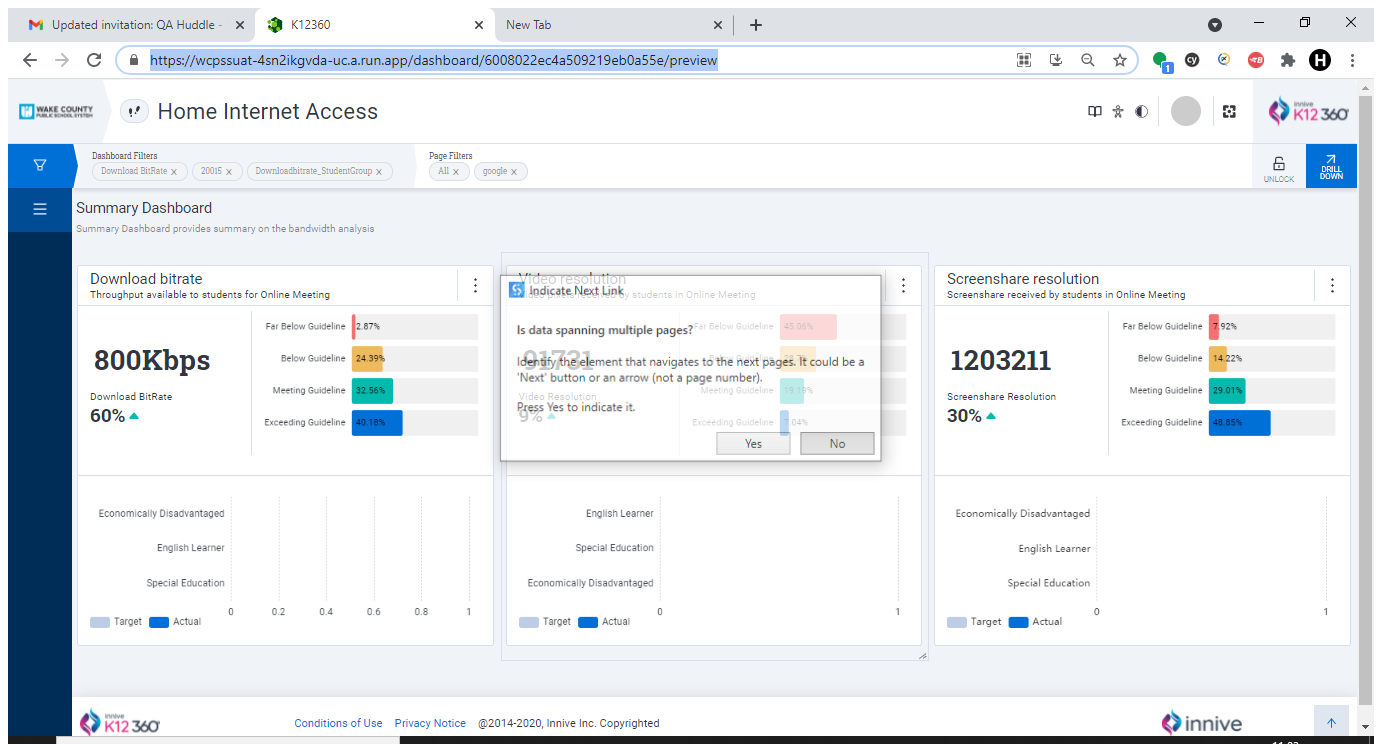 Updated invitation: QA Huddle -
K12360
New Tab
https://wcpssuat-4sn2ikgvda-uc.a.run.app/dashboard/6008022ec4a509219eb0a55e/preview
1
cy
H
WAKE COUNTY
PUBLIC SCHOOL SYSTEM
Home Internet Access
innive
K12 360°
Dashboard Filters
Download BitRate x
20015 x
Downloadbitrate_StudentGroup x
Page Filters
All x
google x
UNLOCK
DRILL
DOWN
Summary Dashboard
Summary Dashboard provides summary on the bandwidth analysis
Download bitrate
Throughput available to students for Online Meeting
800Kbps
Download BitRate
60%
Far Below Guideline 2.87%
Below Guideline 24.39%
Meeting Guideline 32.56%
Exceeding Guideline 40.18%
Economically Disadvantaged
English Learner
Special Education
0 0.2 0.4 0.6 0.8 1
Target Actual
Video resolution
received by students in Online Meeting
Indicate Next Link
Is data spanning multiple pages?
Identify the element that navigates to the next pages. It could be a
'Next' button or an arrow (not a page number).
Press Yes to indicate it.
Yes No
91731
Video Resolution
9%
Far Below Guideline 45.06%
Meeting Guideline 19.19%
Exceeding Guideline 7.04%
English Learner
Special Education
Economically Disadvantaged
0 1
Target Actual
Screenshare resolution
Screenshare received by students in Online Meeting
1203211
Screenshare Resolution
30%
Far Below Guideline 7.92%
Below Guideline 14.22%
Meeting Guideline 29.01%
Exceeding Guideline 48.85%
Economically Disadvantaged
English Learner
Special Education
0 1
Target Actual
innive
K12 360°
Conditions of Use Privacy Notice @2014-2020, Innive Inc. Copyrighted
innive